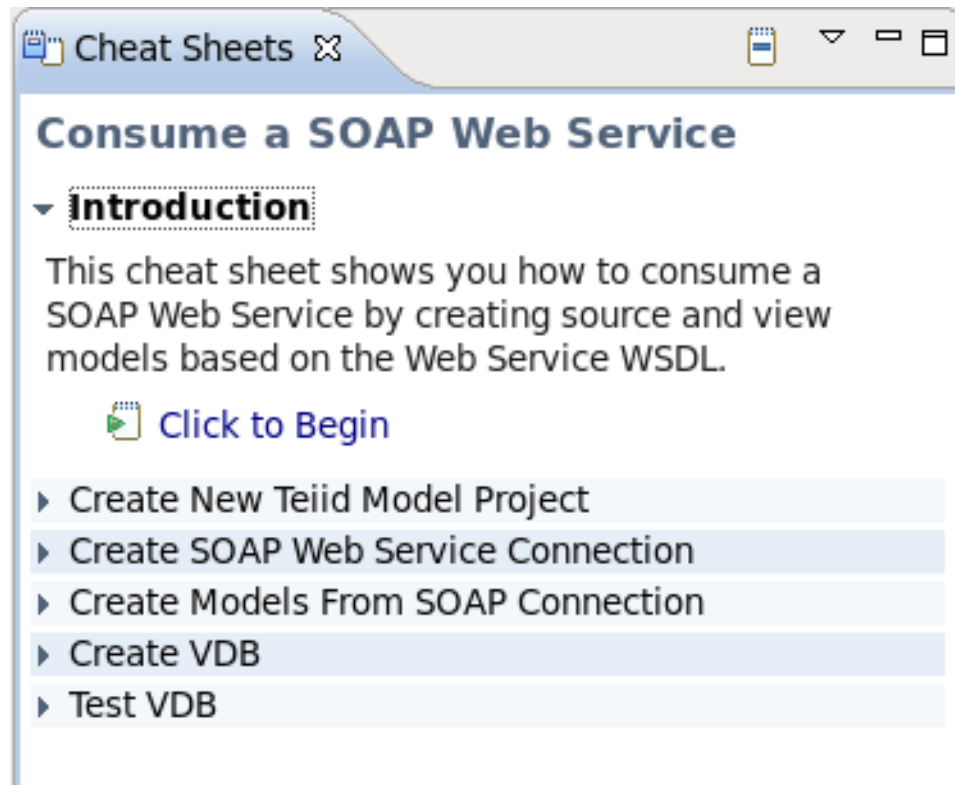 Cheat Sheets
Consume a SOAP Web Service
Introduction
This cheat sheet shows you how to consume a
SOAP Web Service by creating source and view
models based on the Web Service WSDL.
Click to Begin
Create New Teiid Model Project
Create SOAP Web Service Connection
Create Models From SOAP Connection
Create VDB
Test VDB